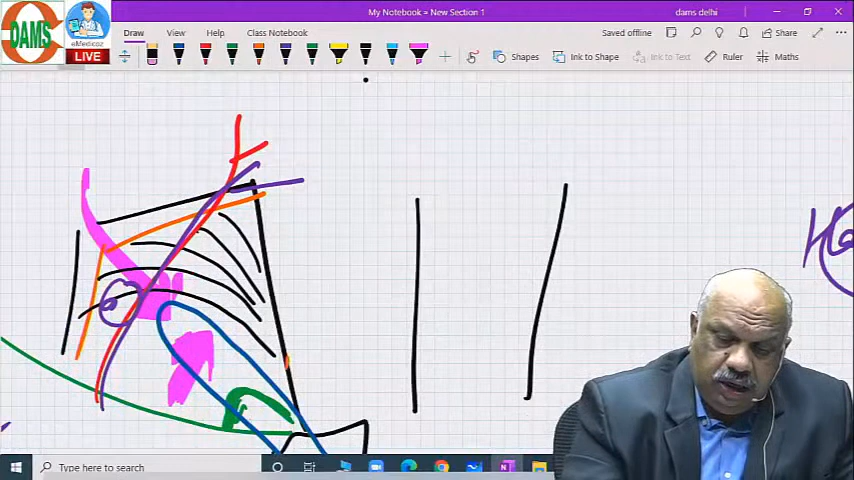 DAMS
eMedicoz
LIVE
My Notebook = New Section 1
dams delhi
Draw
View
Help
Class Notebook
Saved offline
Share
Shapes
Ink to Shape
Ink to Text
Ruler
Maths
Type here to search